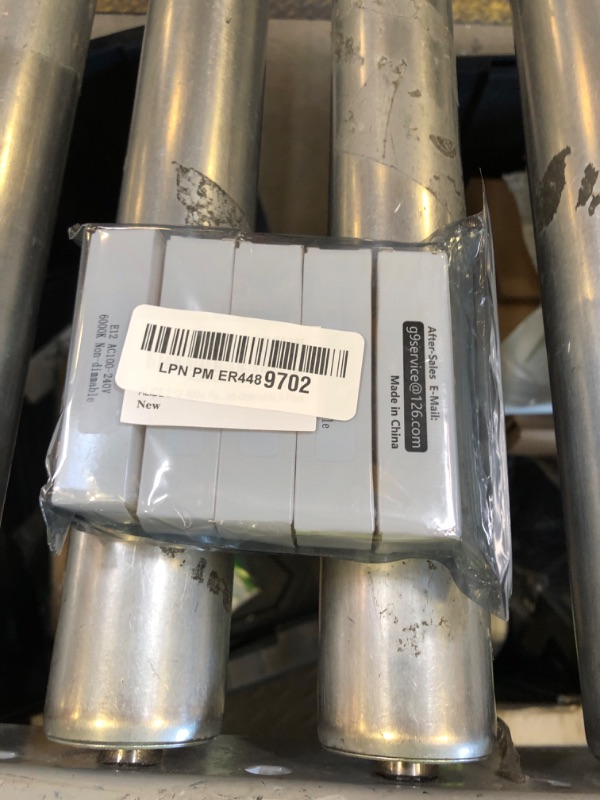 E12 AC100-240V
6000K Non-dimmable
LPN PM ER4489702
New
After-Sales E-Mail:
g9service@126.com
Made in China